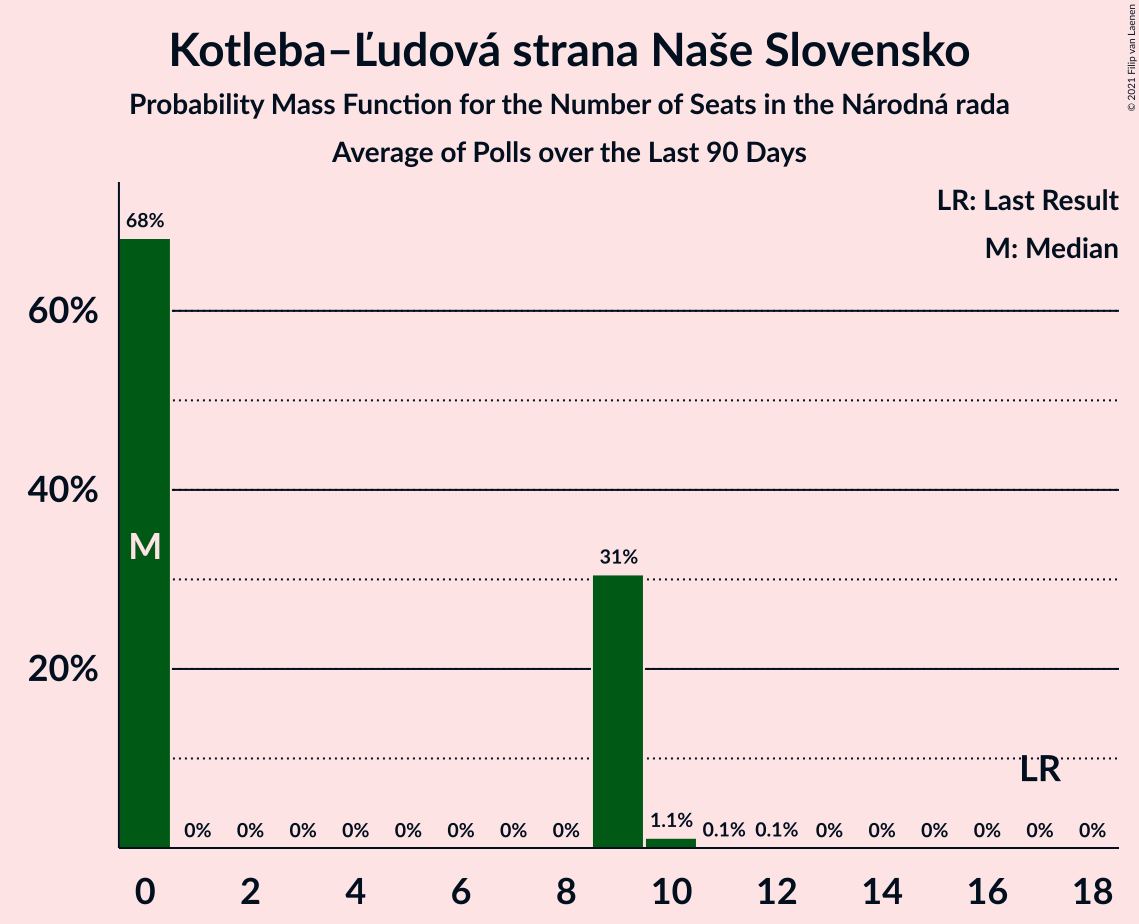 Kotleba–Ľudová strana Naše Slovensko
Probability Mass Function for the Number of Seats in the Národná rada
Average of Polls over the Last 90 Days
© 2021 Filip van Laenen
LR: Last Result
M: Median
68%
60%
40%
M
31%
20%
LR
0% 0% 0% 0% 0% 0% 0% 0% 1.1% 0.1% 0.1% 0% 0% 0% 0% 0% 0%
0 2 4 6 8 10 12 14 16 18